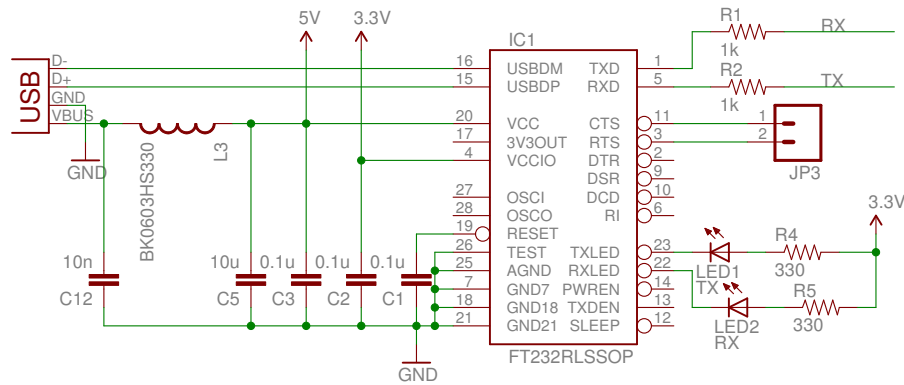 5V 3.3V
IC1
R1
RX
1k
R2
TX
1k
USB
D-
D+
GND
VBUS
GND
L3
BK0603HS330
16 USBDM TXD 1
15 USBDP RXD 5
20 VCC CTS 11
17 3V3OUT RTS 3
4 VCCIO DTR 2
DSR 9
27 OSCI DCD 10
28 OSCO RI 6
19 RESET
26 TEST TXLED 23
25 AGND RXLED 22
7 GND7 PWREN 14
18 GND18 TXDEN 13
21 GND21 SLEEP 12
FT232RLSSOP
1
2
JP3
3.3V
10n
C12
10u
C5
0.1u
C3
0.1u
C2
0.1u
C1
GND
LED1
TX
R4
330
LED2
RX
R5
330